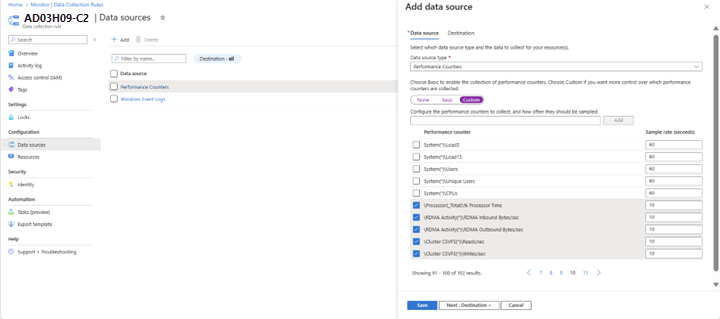 Home > Monitor | Data Collection Rules >
AD03H09-C2 | Data sources
Data collection rule
Search
Overview
Activity log
Access control (IAM)
Tags
Settings
Locks
Configuration
Data sources
Resources
Security
Identity
Automation
Tasks (preview)
Export template
Help
Support + Troubleshooting
Add Delete
Filter by name...
Destination : all
Data source
Performance Counters
Windows Event Logs
Add data source
* Data source Destination
Select which data source type and the data to collect for your resource(s).
Data source type *
Performance Counters
Choose Basic to enable the collection of performance counters. Choose Custom if you want more control over which performance
counters are collected.
None Basic Custom
Configure the performance counters to collect, and how often they should be sampled:
Add
Performance counter Sample rate (seconds)
System(*)\Load5 60
System(*)\Load15 60
System(*)\Users 60
System(*)\Unique Users 60
System(*)\CPUs 60
\Processor(_Total)\% Processor Time 10
\RDMA Activity(*)\RDMA Inbound Bytes/sec 10
\RDMA Activity(*)\RDMA Outbound Bytes/sec 10
\Cluster CSVFS(*)\Reads/sec 10
\Cluster CSVFS(*)\Writes/sec 10
Showing 91 - 100 of 102 results.
7 8 9 10 11
Save Next : Destination > Cancel